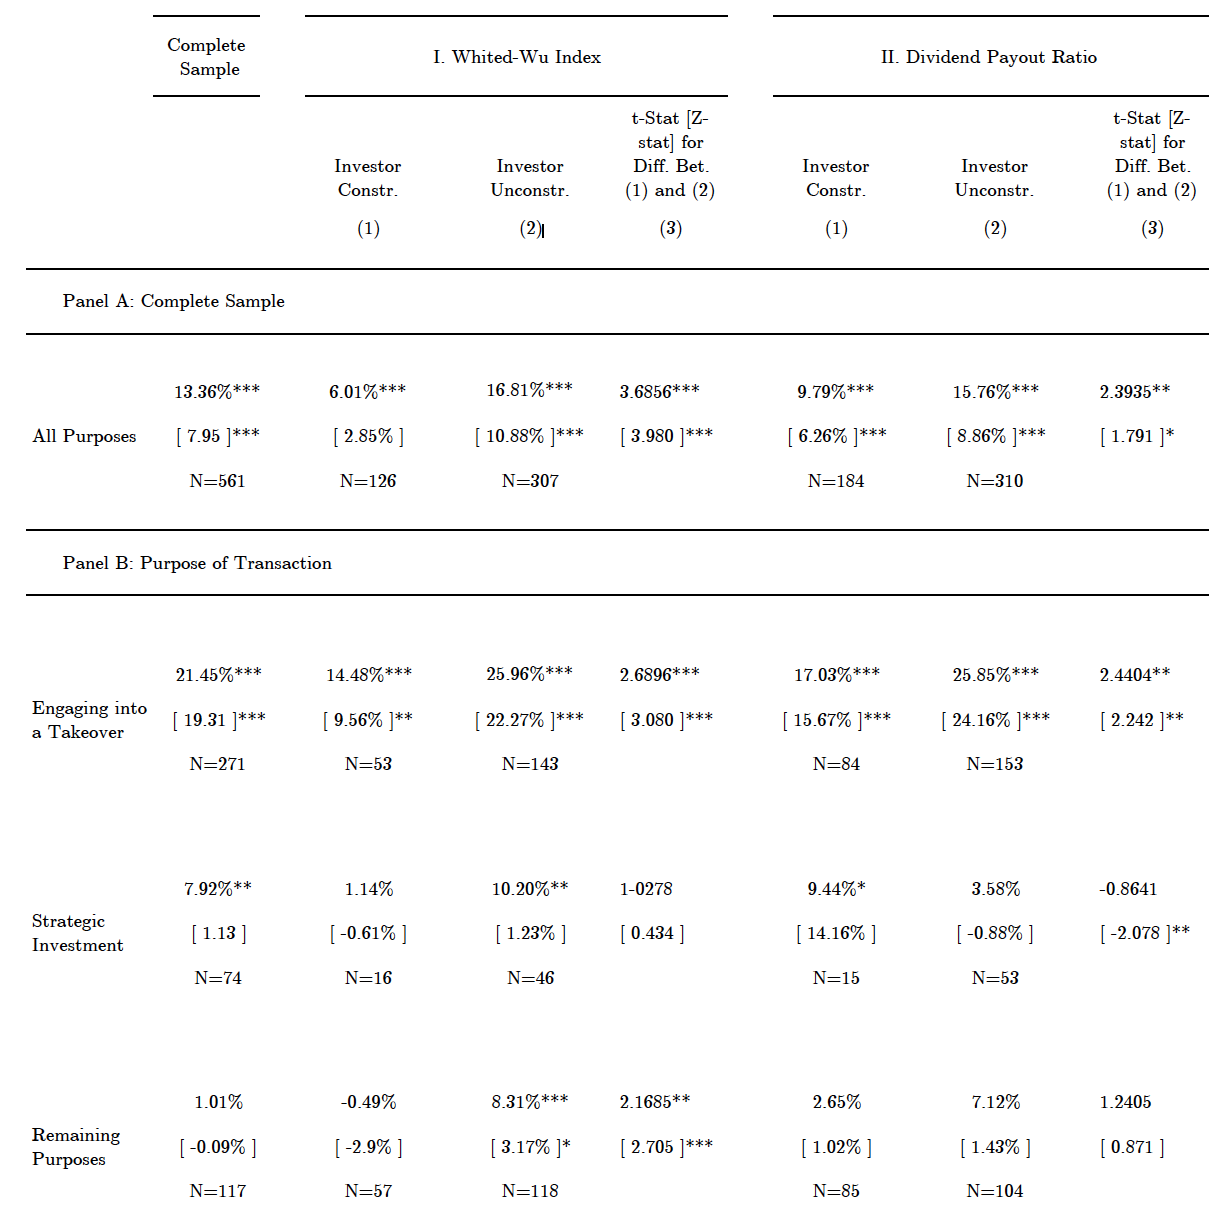 Complete Sample I. Whited-Wu Index II. Dividend Payout Ratio
Investor Constr. Investor Unconstr. t-Stat [Z-stat] for Diff. Bet. (1) and (2) Investor Constr. Investor Unconstr. t-Stat [Z-stat] for Diff. Bet. (1) and (2)
(1) (2) (3) (1) (2) (3)
Panel A: Complete Sample
13.36%*** 6.01%*** 16.81%*** 3.6856*** 9.79%*** 15.76%*** 2.3935**
All Purposes [ 7.95 ]*** [ 2.85% ] [ 10.88% ]*** [ 3.980 ]*** [ 6.26% ]*** [ 8.86% ]*** [ 1.791 ]*
N=561 N=126 N=307 N=184 N=310
Panel B: Purpose of Transaction
21.45%*** 14.48%*** 25.96%*** 2.6896*** 17.03%*** 25.85%*** 2.4404**
Engaging into a Takeover [ 19.31 ]*** [ 9.56% ]** [ 22.27% ]*** [ 3.080 ]*** [ 15.67% ]*** [ 24.16% ]*** [ 2.242 ]**
N=271 N=53 N=143 N=84 N=153
7.92%** 1.14% 10.20%** 1-0278 9.44%* 3.58% -0.8641
Strategic Investment [ 1.13 ] [ -0.61% ] [ 1.23% ] [ 0.434 ] [ 14.16% ] [ -0.88% ] [ -2.078 ]**
N=74 N=16 N=46 N=15 N=53
1.01% -0.49% 8.31%*** 2.1685** 2.65% 7.12% 1.2405
Remaining Purposes [ -0.09% ] [ -2.9% ] [ 3.17% ]* [ 2.705 ]*** [ 1.02% ] [ 1.43% ] [ 0.871 ]
N=117 N=57 N=118 N=85 N=104